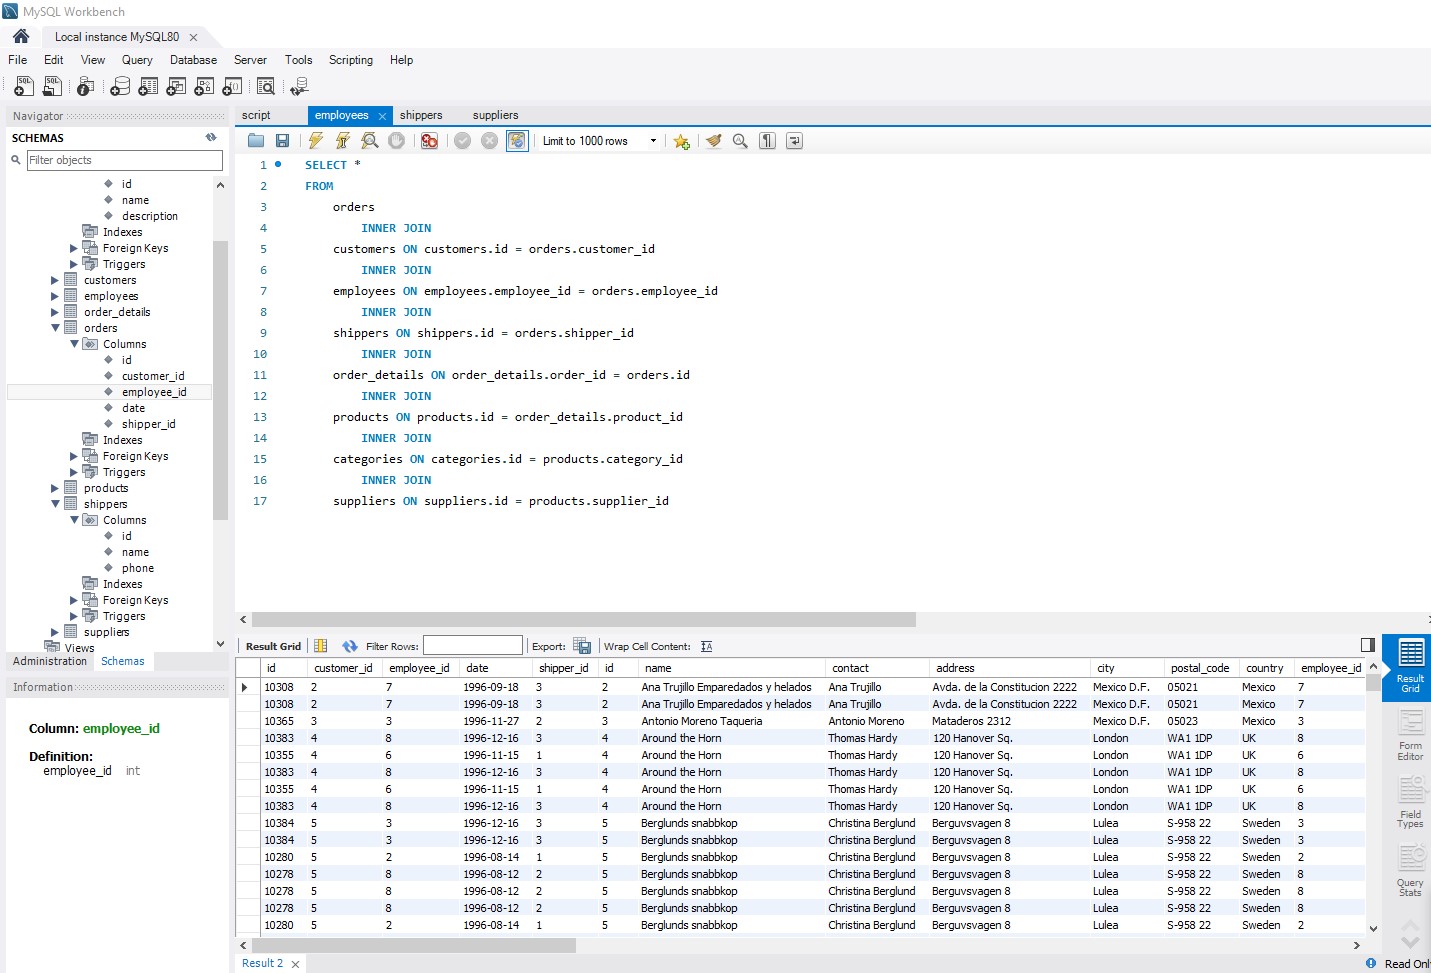 MySQL Workbench
Local instance MySQL80
File Edit View Query Database Server Tools Scripting Help
Navigator
SCHEMAS
Filter objects
id
name
description
Indexes
Foreign Keys
Triggers
customers
employees
order_details
orders
Columns
id
customer_id
employee_id
date
shipper_id
Indexes
Foreign Keys
Triggers
products
shippers
Columns
id
name
phone
Indexes
Foreign Keys
Triggers
suppliers
Views
Administration Schemas
Information
Column: employee_id
Definition:
employee_id int
script employees shippers suppliers
Limit to 1000 rows
1 SELECT *
2 FROM
3 orders
4 INNER JOIN
5 customers ON customers.id = orders.customer_id
6 INNER JOIN
7 employees ON employees.employee_id = orders.employee_id
8 INNER JOIN
9 shippers ON shippers.id = orders.shipper_id
10 INNER JOIN
11 order_details ON order_details.order_id = orders.id
12 INNER JOIN
13 products ON products.id = order_details.product_id
14 INNER JOIN
15 categories ON categories.id = products.category_id
16 INNER JOIN
17 suppliers ON suppliers.id = products.supplier_id
Result Grid Filter Rows: Export: Wrap Cell Content:
id customer_id employee_id date shipper_id id name contact address city postal_code country employee_id
10308 2 7 1996-09-18 3 2 Ana Trujillo Emparedados y helados Ana Trujillo Avda. de la Constitucion 2222 Mexico D.F. 05021 Mexico 7
10308 2 7 1996-09-18 3 2 Ana Trujillo Emparedados y helados Ana Trujillo Avda. de la Constitucion 2222 Mexico D.F. 05021 Mexico 7
10365 3 3 1996-11-27 2 3 Antonio Moreno Taqueria Antonio Moreno Mataderos 2312 Mexico D.F. 05023 Mexico 3
10383 4 8 1996-12-16 3 4 Around the Horn Thomas Hardy 120 Hanover Sq. London WA1 1DP UK 8
10355 4 6 1996-11-15 1 4 Around the Horn Thomas Hardy 120 Hanover Sq. London WA1 1DP UK 6
10383 4 8 1996-12-16 3 4 Around the Horn Thomas Hardy 120 Hanover Sq. London WA1 1DP UK 8
10355 4 6 1996-11-15 1 4 Around the Horn Thomas Hardy 120 Hanover Sq. London WA1 1DP UK 6
10383 4 8 1996-12-16 3 4 Around the Horn Thomas Hardy 120 Hanover Sq. London WA1 1DP UK 8
10384 5 3 1996-12-16 3 5 Berglunds snabbkop Christina Berglund Berguvsvagen 8 Lulea S-958 22 Sweden 3
10384 5 3 1996-12-16 3 5 Berglunds snabbkop Christina Berglund Berguvsvagen 8 Lulea S-958 22 Sweden 3
10280 5 2 1996-08-14 1 5 Berglunds snabbkop Christina Berglund Berguvsvagen 8 Lulea S-958 22 Sweden 2
10278 5 8 1996-08-12 2 5 Berglunds snabbkop Christina Berglund Berguvsvagen 8 Lulea S-958 22 Sweden 8
10278 5 8 1996-08-12 2 5 Berglunds snabbkop Christina Berglund Berguvsvagen 8 Lulea S-958 22 Sweden 8
10278 5 8 1996-08-12 2 5 Berglunds snabbkop Christina Berglund Berguvsvagen 8 Lulea S-958 22 Sweden 8
10280 5 2 1996-08-14 1 5 Berglunds snabbkop Christina Berglund Berguvsvagen 8 Lulea S-958 22 Sweden 2
Result
Grid
Form
Editor
Field
Types
Query
Stats
Result 2
Read Onl